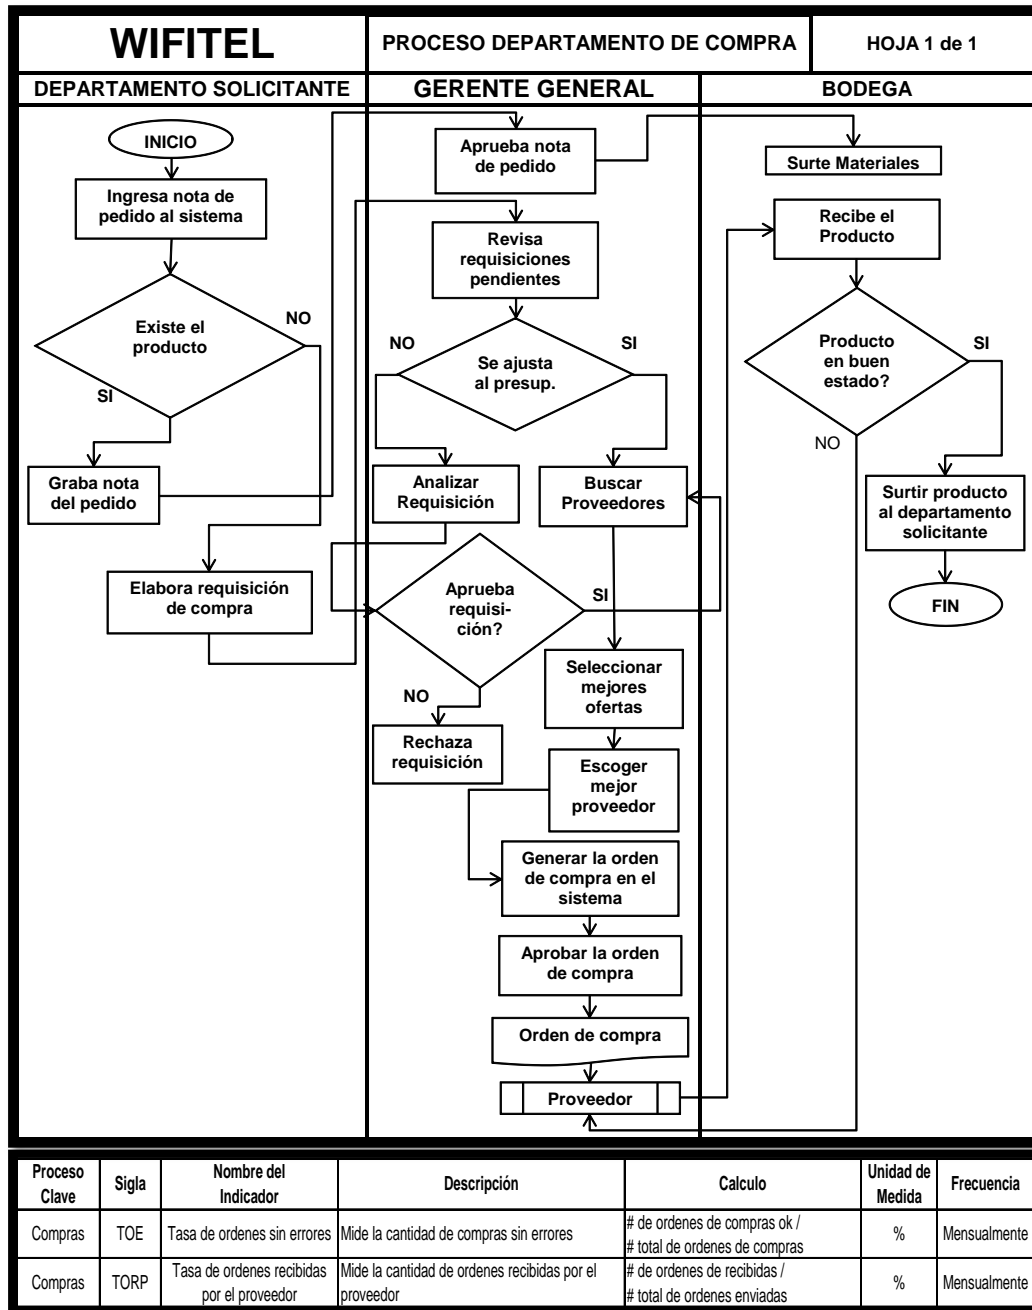 WIFITEL
PROCESO DEPARTAMENTO DE COMPRA
HOJA 1 de 1
DEPARTAMENTO SOLICITANTE
GERENTE GENERAL
BODEGA
INICIO
Ingresa nota de
pedido al sistema
Existe el
producto
NO
SI
Graba nota
del pedido
Elabora requisición
de compra
Aprueba nota
de pedido
Revisa
requisiciones
pendientes
NO
SI
Se ajusta
al presup.
Analizar
Requisición
Buscar
Proveedores
Aprueba
requisi-
ción?
SI
NO
Rechaza
requisición
Seleccionar
mejores
ofertas
Escoger
mejor
proveedor
Generar la orden
de compra en el
sistema
Aprobar la orden
de compra
Orden de compra
Proveedor
Surte Materiales
Recibe el
Producto
Producto
en buen
estado?
SI
NO
Surtir producto
al departamento
solicitante
FIN
Proceso
Clave
Sigla
Nombre del
Indicador
Descripción
Calculo
Unidad de
Medida
Frecuencia
Compras
TOE
Tasa de ordenes sin errores
Mide la cantidad de compras sin errores
# de ordenes de compras ok /
# total de ordenes de compras
%
Mensualmente
Compras
TORP
Tasa de ordenes recibidas
por el proveedor
Mide la cantidad de ordenes recibidas por el
proveedor
# de ordenes de recibidas /
# total de ordenes enviadas
%
Mensualmente